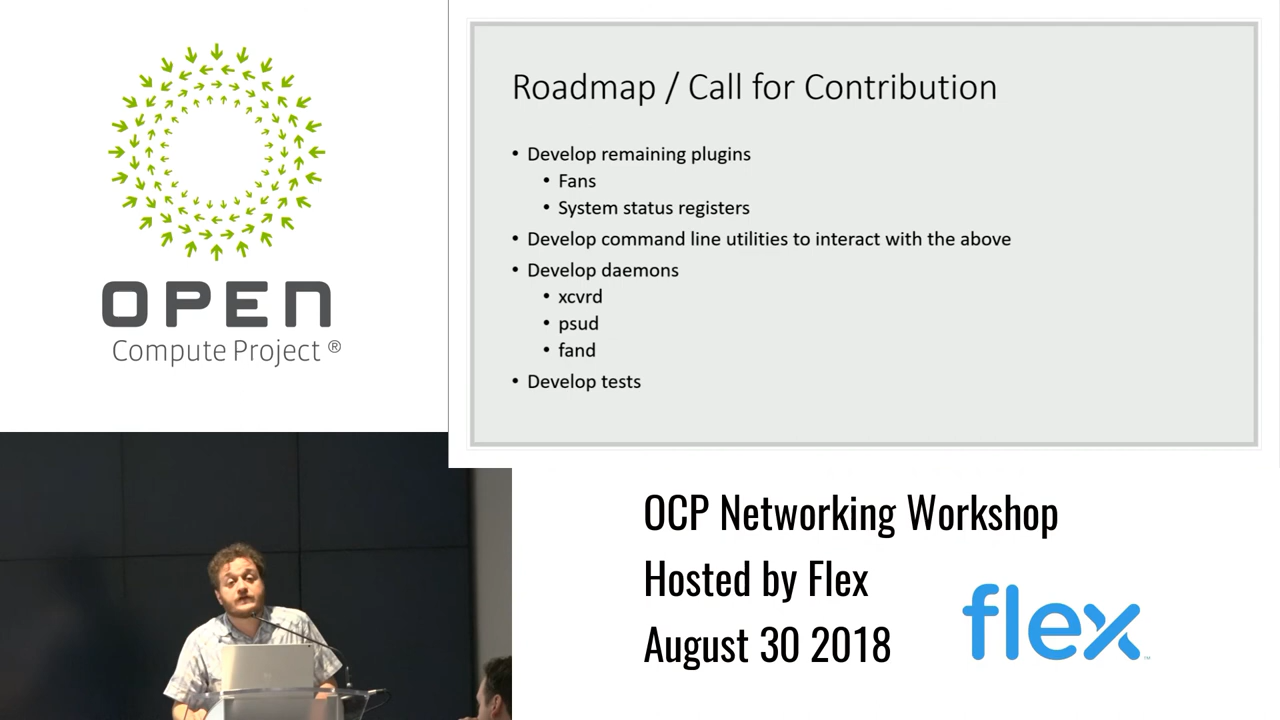 OPEN
Compute Project ®
Roadmap / Call for Contribution
• Develop remaining plugins
• Fans
• System status registers
• Develop command line utilities to interact with the above
• Develop daemons
• xcvrd
• psud
• fand
• Develop tests
OCP Networking Workshop
Hosted by Flex
August 30 2018
flex